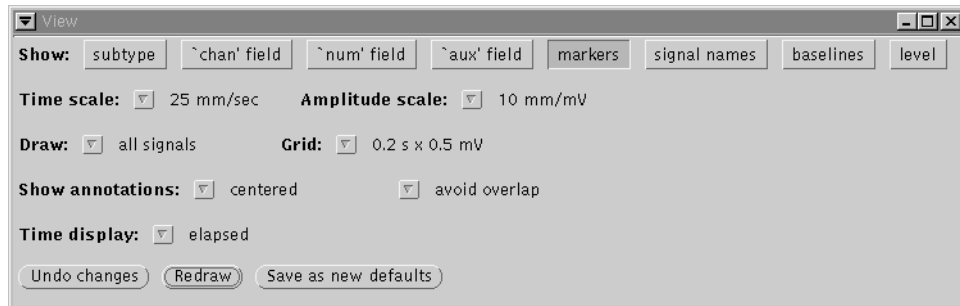 View
Show: subtype `chan' field `num' field `aux' field markers signal names baselines level
Time scale: 25 mm/sec Amplitude scale: 10 mm/mV
Draw: all signals Grid: 0.2 s x 0.5 mV
Show annotations: centered avoid overlap
Time display: elapsed
Undo changes Redraw Save as new defaults